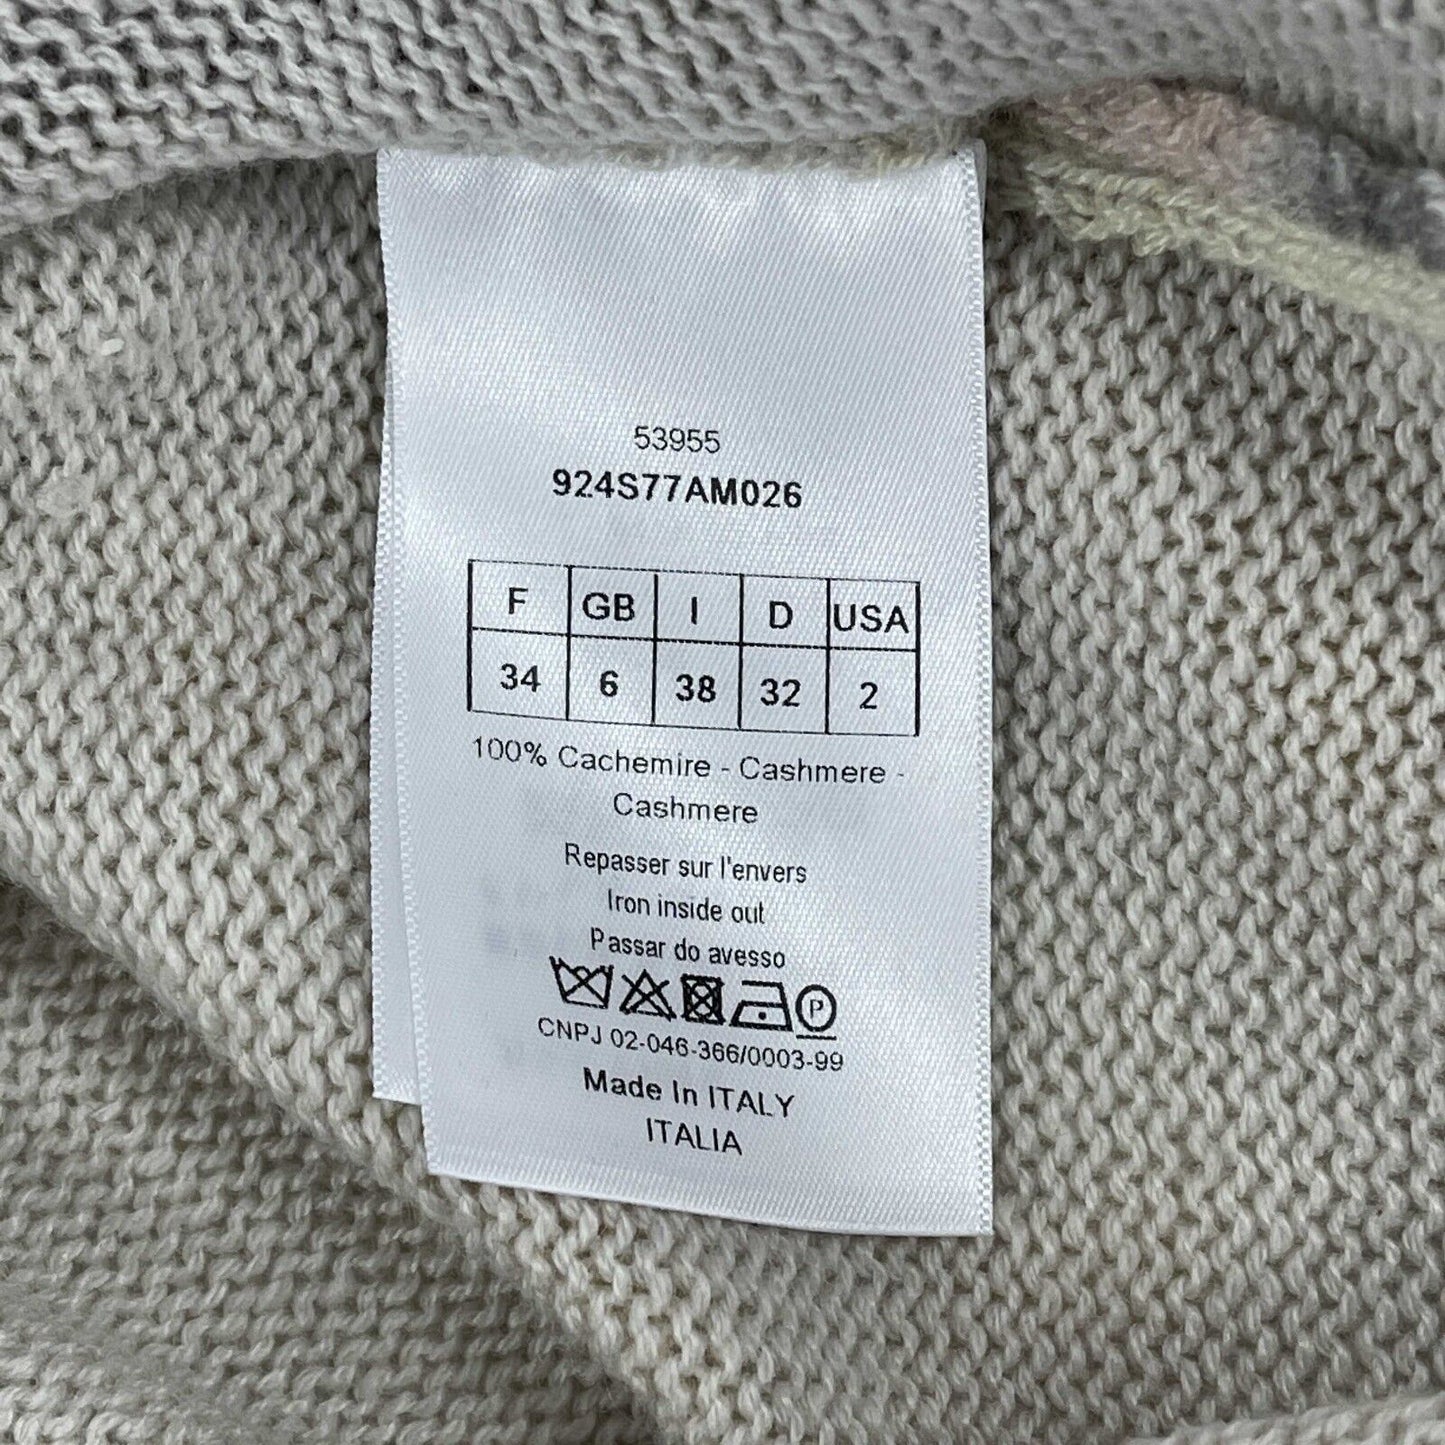 53955
924S77AM026
F GB I D USA
34 6 38 32 2
100% Cachemire - Cashmere -
Cashmere
Repasser sur l'envers
Iron inside out
Passar do avesso
P
CNPJ 02-046-366/0003-99
Made In ITALY
ITALIA